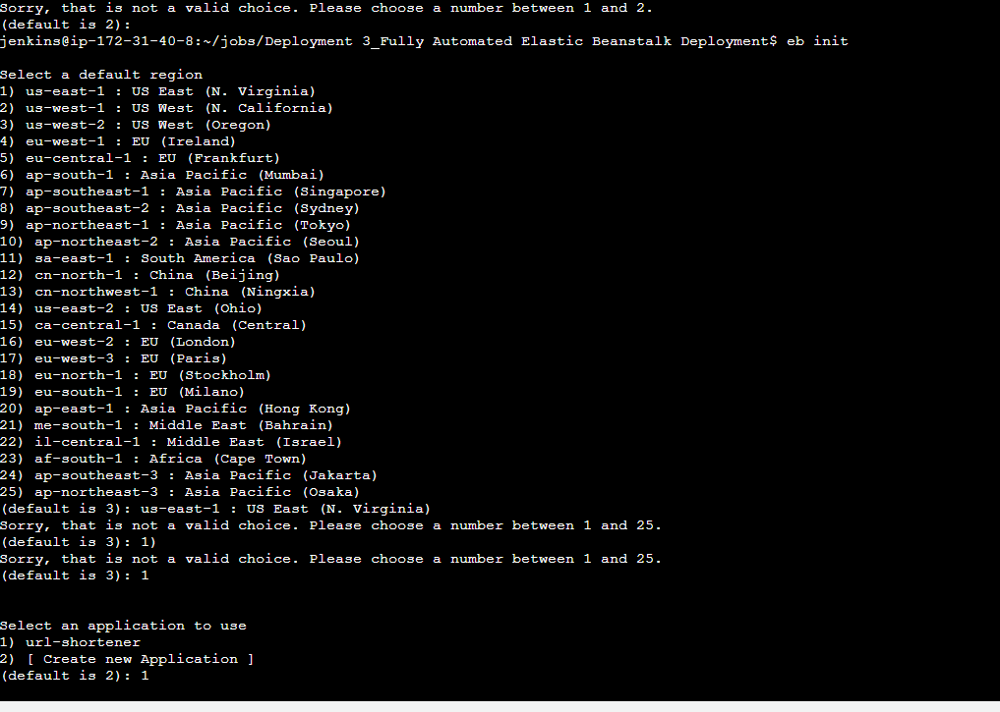 Sorry, that is not a valid choice. Please choose a number between 1 and 2.
(default is 2):
jenkins@ip-172-31-40-8:~/jobs/Deployment 3_Fully Automated Elastic Beanstalk Deployment$ eb init
Select a default region
1) us-east-1 : US East (N. Virginia)
2) us-west-1 : US West (N. California)
3) us-west-2 : US West (Oregon)
4) eu-west-1 : EU (Ireland)
5) eu-central-1 : EU (Frankfurt)
6) ap-south-1 : Asia Pacific (Mumbai)
7) ap-southeast-1 : Asia Pacific (Singapore)
8) ap-southeast-2 : Asia Pacific (Sydney)
9) ap-northeast-1 : Asia Pacific (Tokyo)
10) ap-northeast-2 : Asia Pacific (Seoul)
11) sa-east-1 : South America (Sao Paulo)
12) cn-north-1 : China (Beijing)
13) cn-northwest-1 : China (Ningxia)
14) us-east-2 : US East (Ohio)
15) ca-central-1 : Canada (Central)
16) eu-west-2 : EU (London)
17) eu-west-3 : EU (Paris)
18) eu-north-1 : EU (Stockholm)
19) eu-south-1 : EU (Milano)
20) ap-east-1 : Asia Pacific (Hong Kong)
21) me-south-1 : Middle East (Bahrain)
22) il-central-1 : Middle East (Israel)
23) af-south-1 : Africa (Cape Town)
24) ap-southeast-3 : Asia Pacific (Jakarta)
25) ap-northeast-3 : Asia Pacific (Osaka)
(default is 3): us-east-1 : US East (N. Virginia)
Sorry, that is not a valid choice. Please choose a number between 1 and 25.
(default is 3): 1)
Sorry, that is not a valid choice. Please choose a number between 1 and 25.
(default is 3): 1
Select an application to use
1) url-shortener
2) [ Create new Application ]
(default is 2): 1